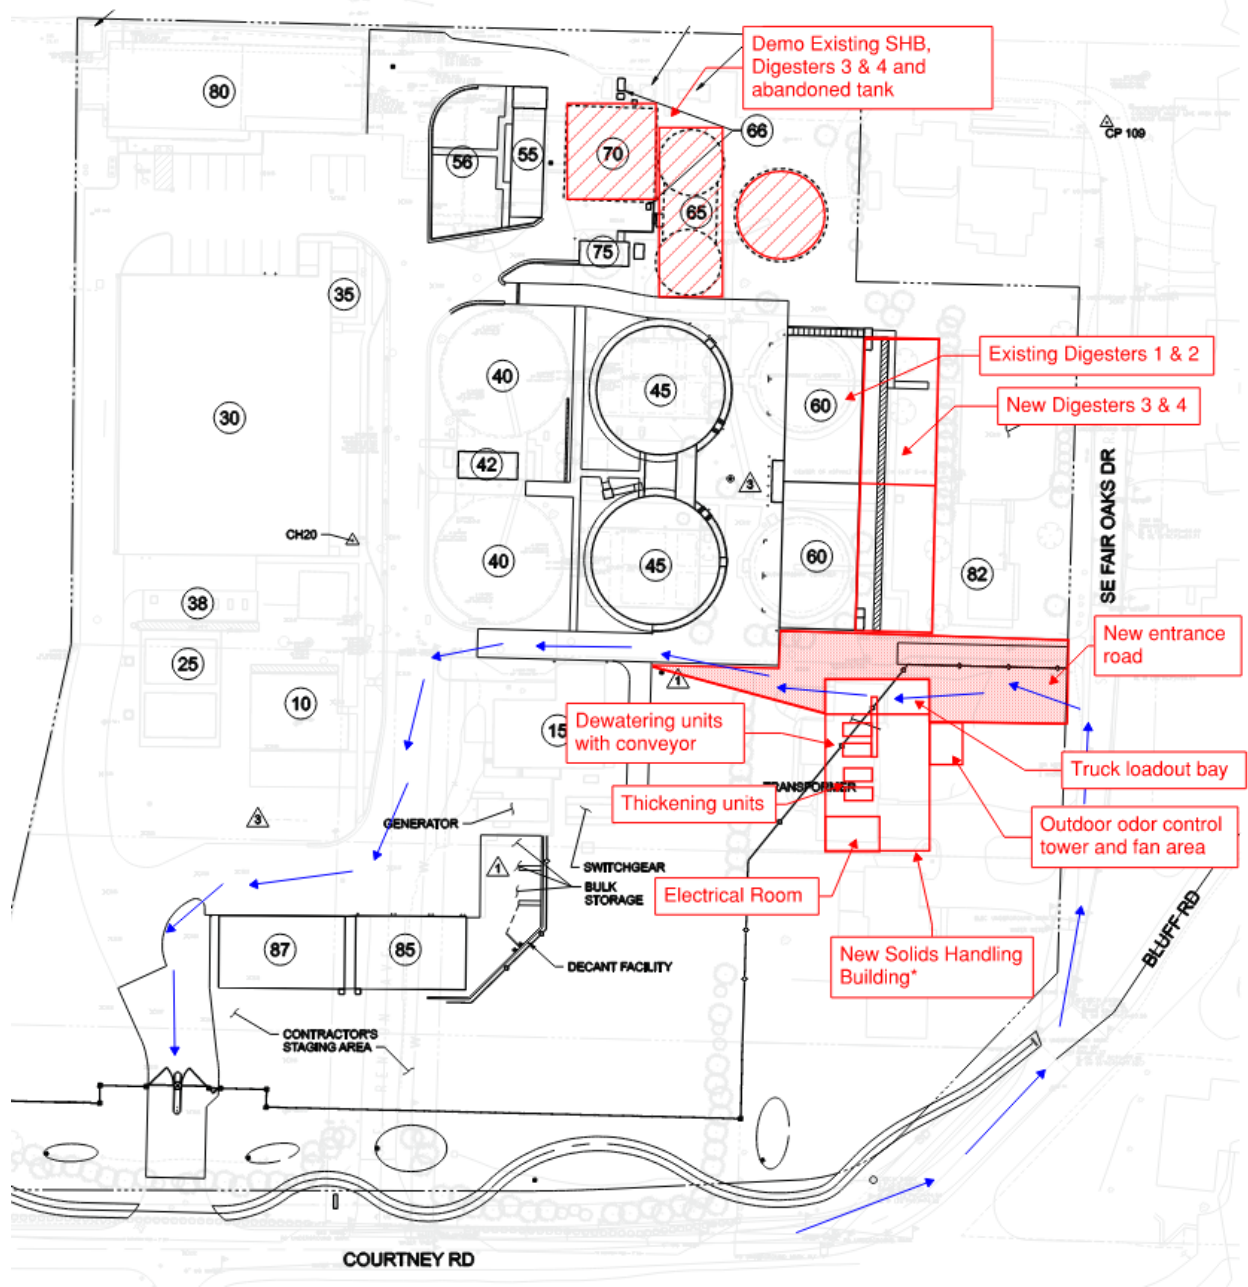 Demo Existing SHB,
Digesters 3 & 4 and
abandoned tank
80
66
CP 109
56
55
70
65
75
35
Existing Digesters 1 & 2
40
45
60
New Digesters 3 & 4
30
42
3
SE FAIR OAKS DR
CH20
40
45
60
82
38
New entrance
road
25
1
10
Dewatering units
with conveyor
15
Truck loadout bay
TRANSFORMER
Thickening units
3
GENERATOR
Outdoor odor control
tower and fan area
SWITCHGEAR
1
BULK
STORAGE
Electrical Room
BLUFF RD
87
85
DECANT FACILITY
New Solids Handling
Building*
CONTRACTOR'S
STAGING AREA
COURTNEY RD